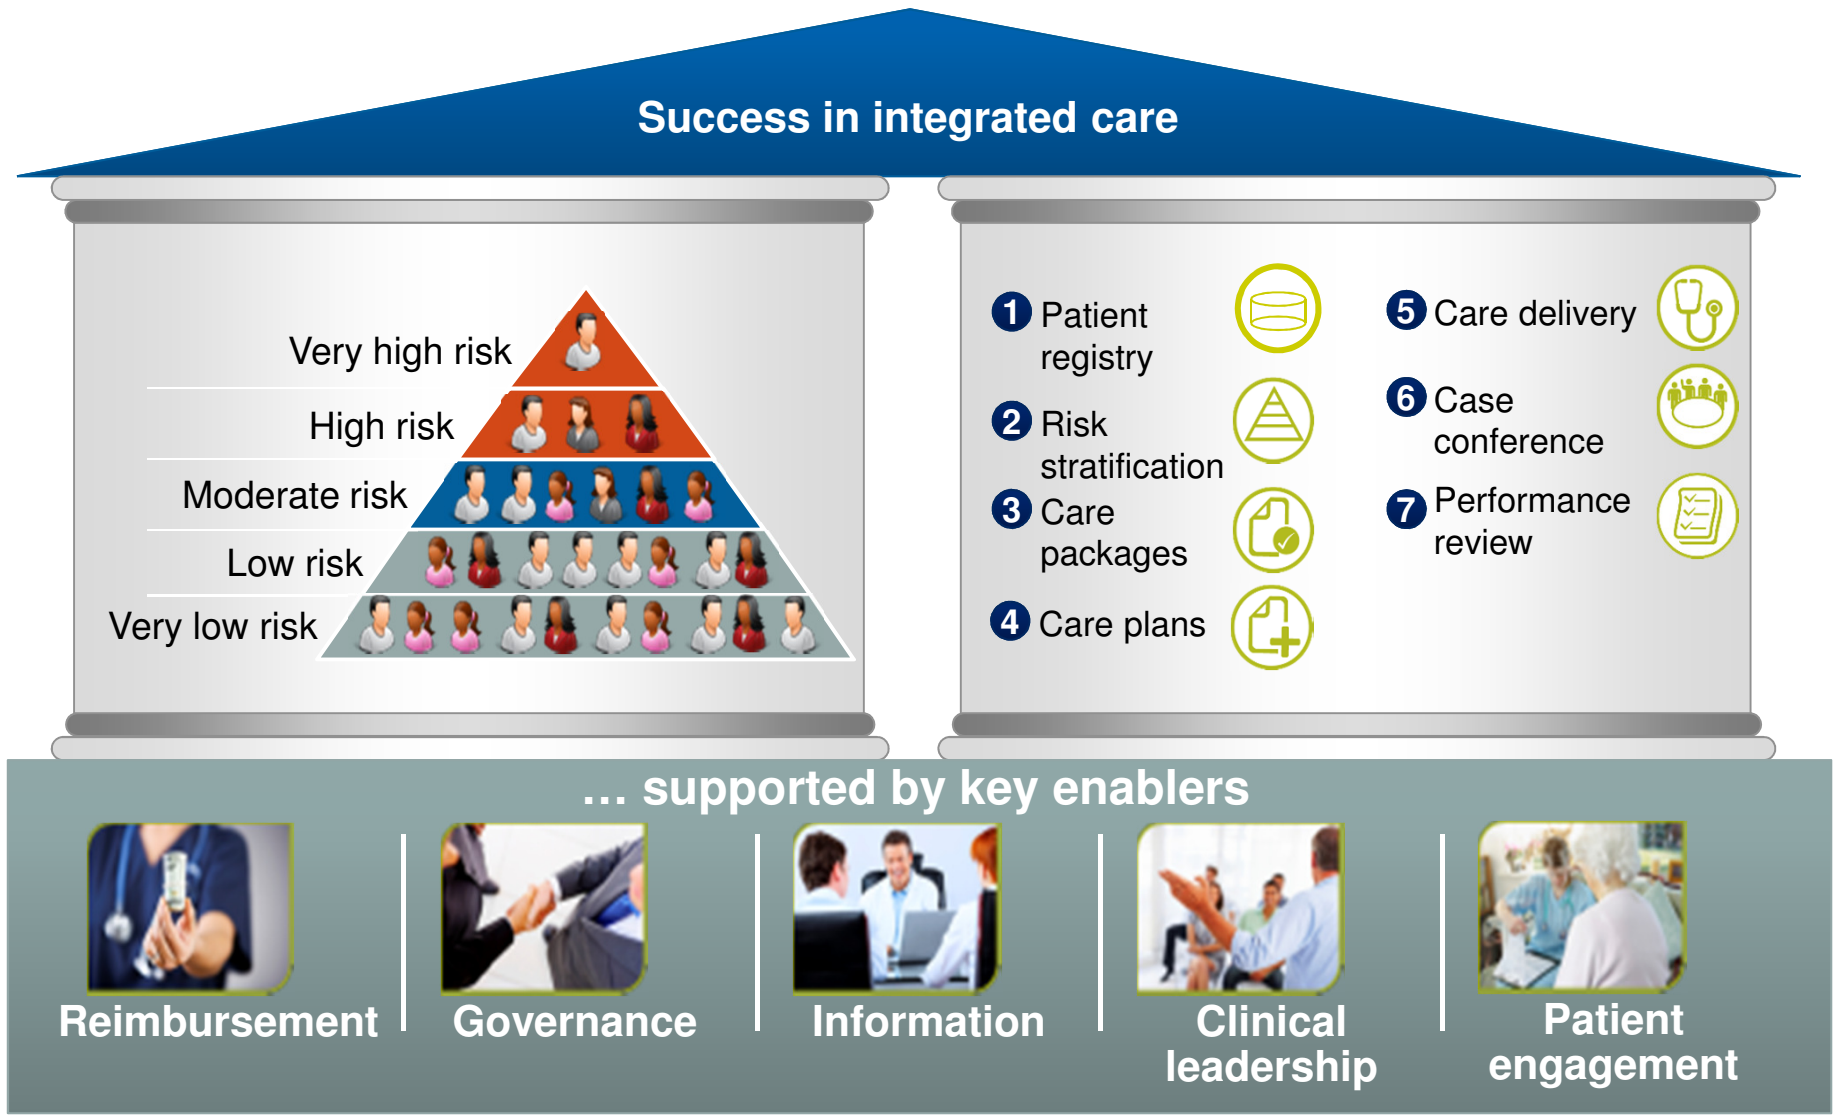 Success in integrated care
Very high risk
High risk
Moderate risk
Low risk
Very low risk
1 Patient
registry
2 Risk
stratification
3 Care
packages
4 Care plans
5 Care delivery
6 Case
conference
7 Performance
review
… supported by key enablers
Reimbursement
Governance
Information
Clinical
leadership
Patient
engagement